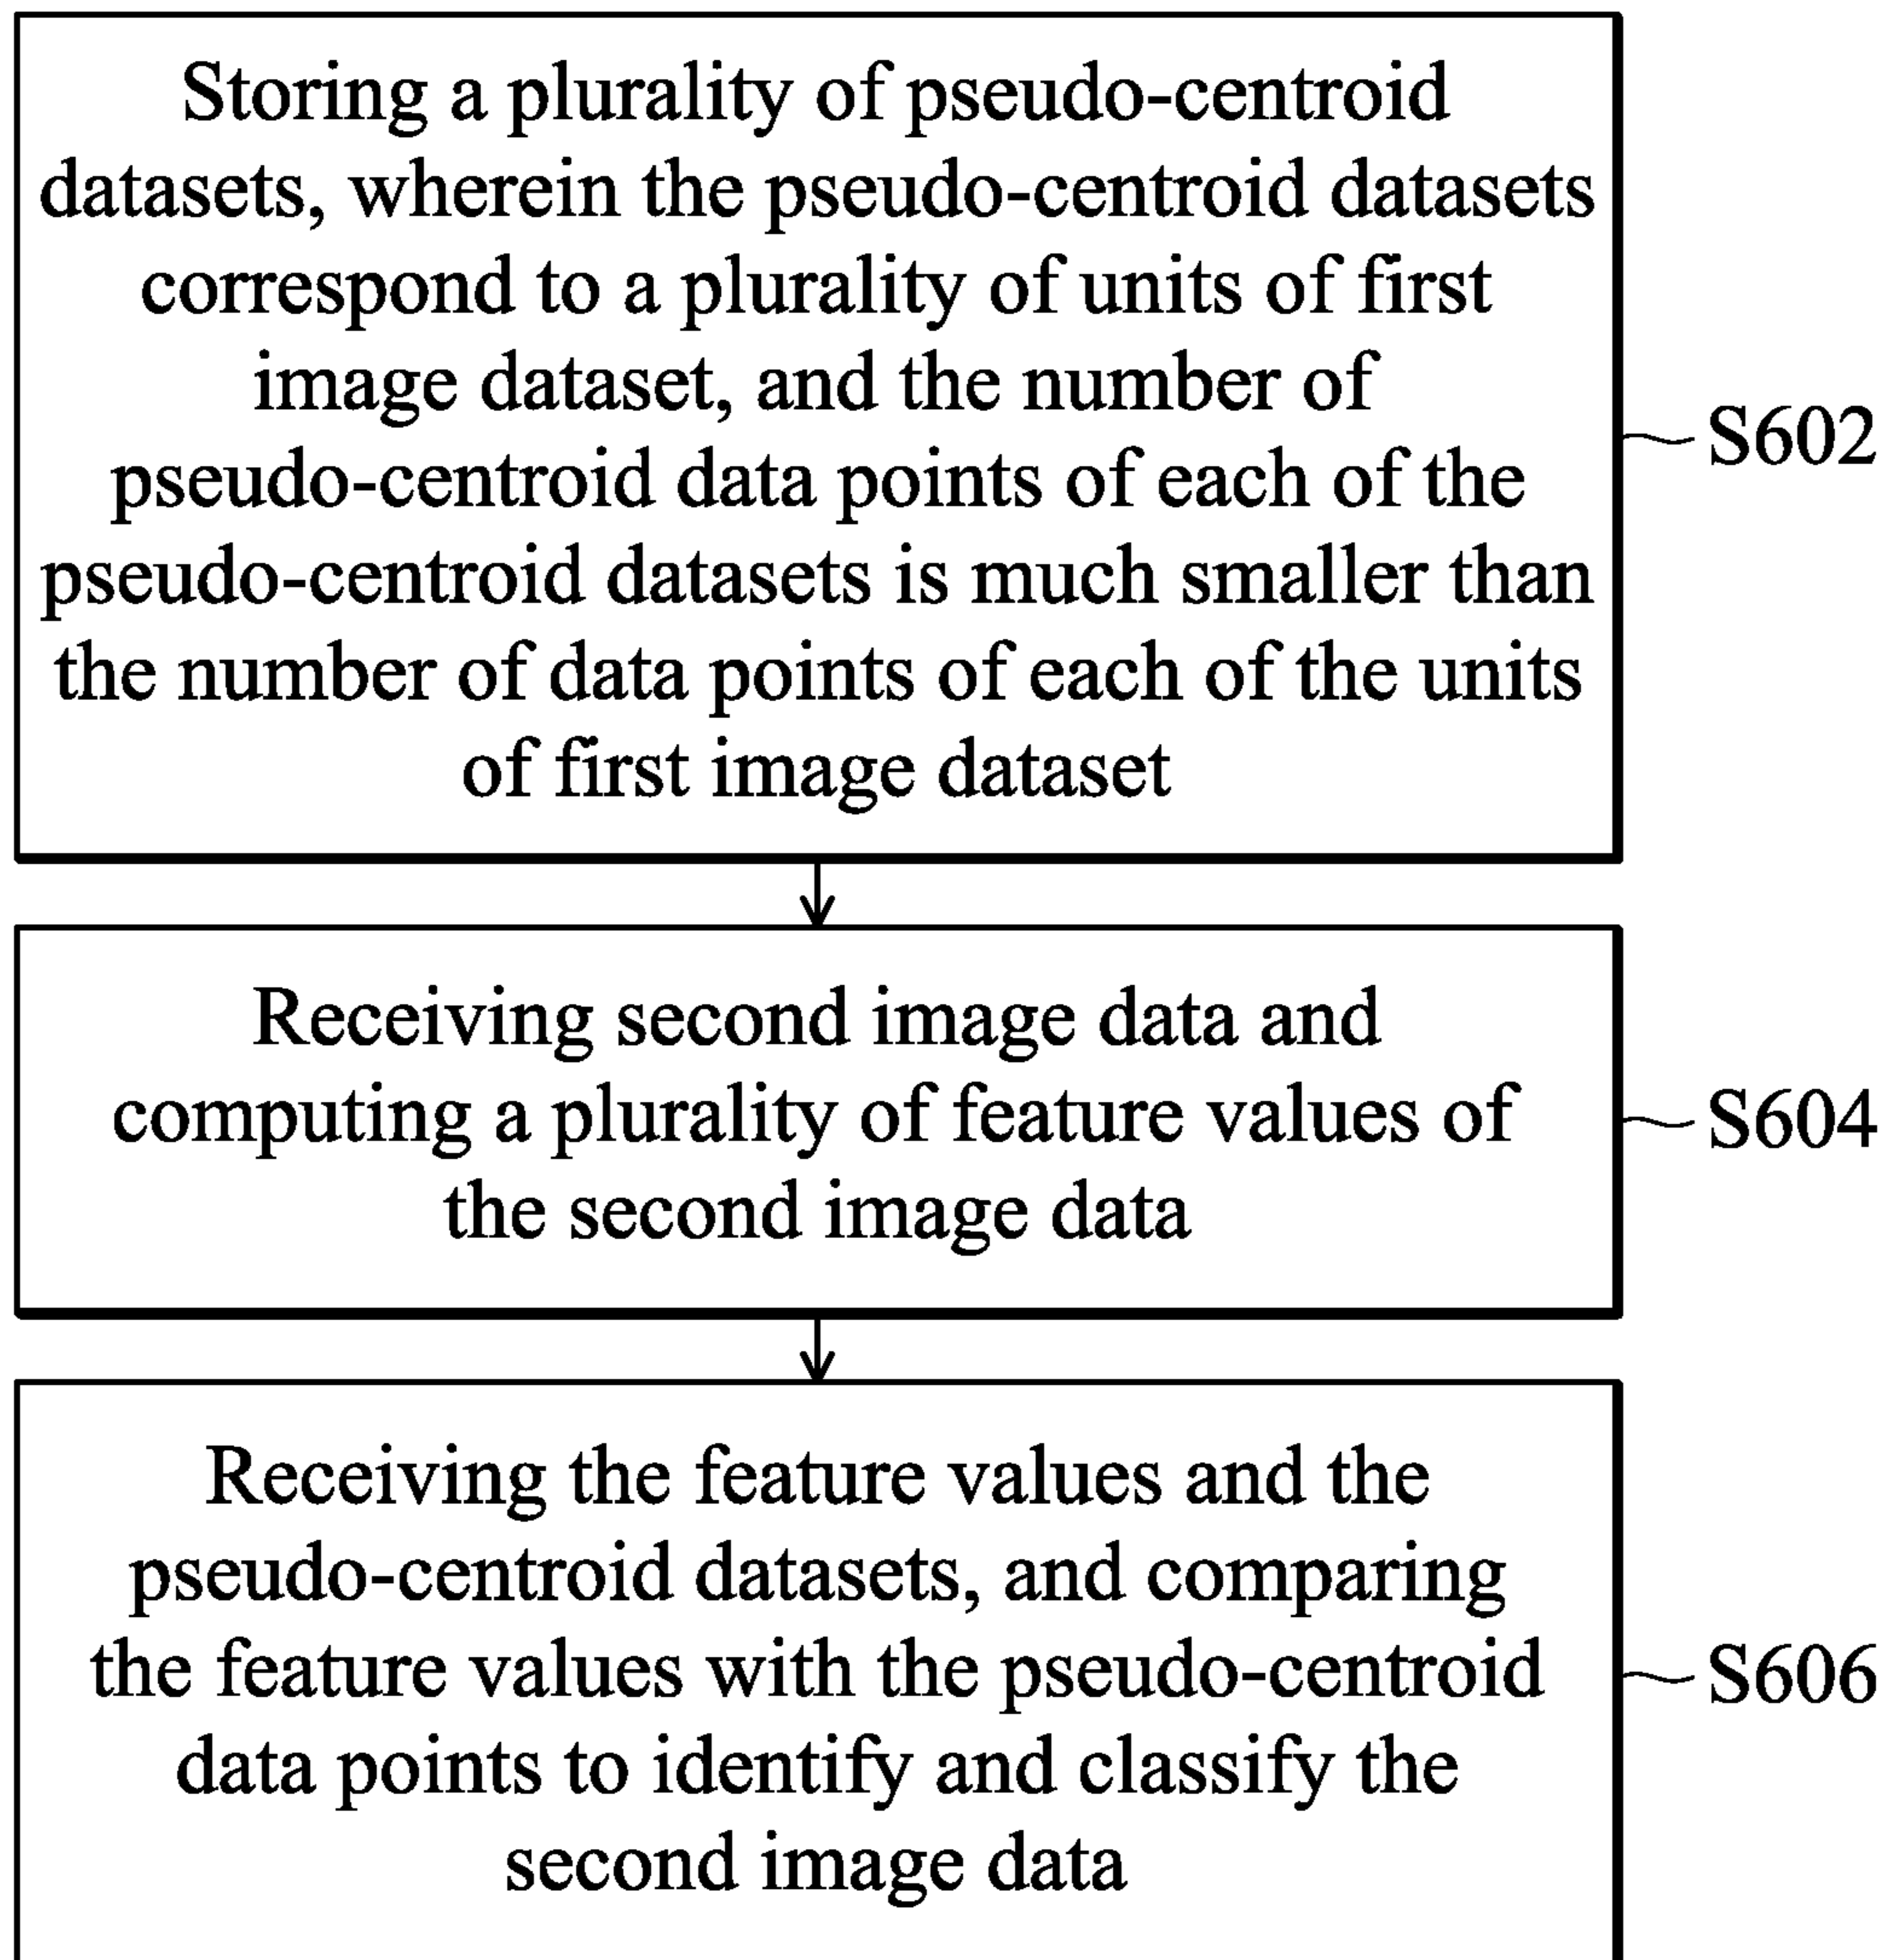 Storing a plurality of pseudo-centroid
datasets, wherein the pseudo-centroid datasets
correspond to a plurality of units of first
image dataset, and the number of
pseudo-centroid data points of each of the
pseudo-centroid datasets is much smaller than
the number of data points of each of the units
of first image dataset
S602
Receiving second image data and
computing a plurality of feature values of
the second image data
S604
Receiving the feature values and the
pseudo-centroid datasets, and comparing
the feature values with the pseudo-centroid
data points to identify and classify the
second image data
S606